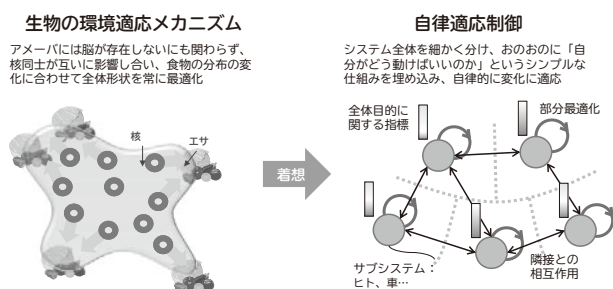 生物の環境適応メカニズム
アメーバには脳が存在しないにも関わらず、
核同士が互いに影響し合い、食物の分布の変
化に合わせて全体形状を常に最適化
核
エサ
着想
自律適応制御
システム全体を細かく分け、おのおのに「自
分がどう動けばいいのか」というシンプルな
仕組みを埋め込み、自律的に変化に適応
全体目的に
関する指標
部分最適化
サブシステム：
ヒト、車…
隣接との
相互作用